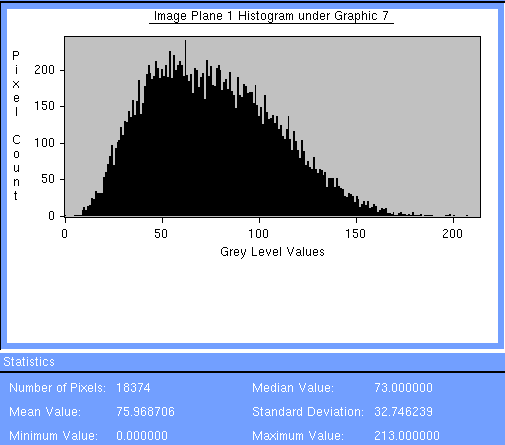 Image Plane 1 Histogram under Graphic 7
Pixel Count
200
150
100
50
0
0 50 100 150 200
Grey Level Values
Statistics
Number of Pixels: 18374 Median Value: 73.000000
Mean Value: 75.968706 Standard Deviation: 32.746239
Minimum Value: 0.000000 Maximum Value: 213.000000